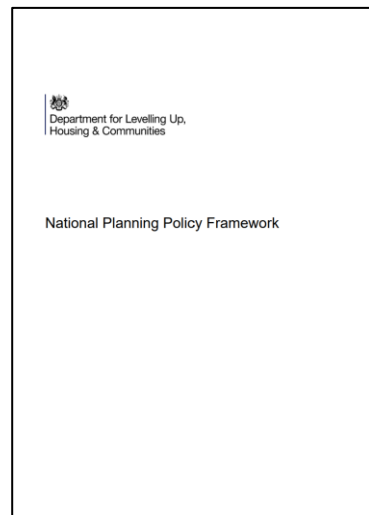 Department for Levelling Up,
Housing & Communities
National Planning Policy Framework